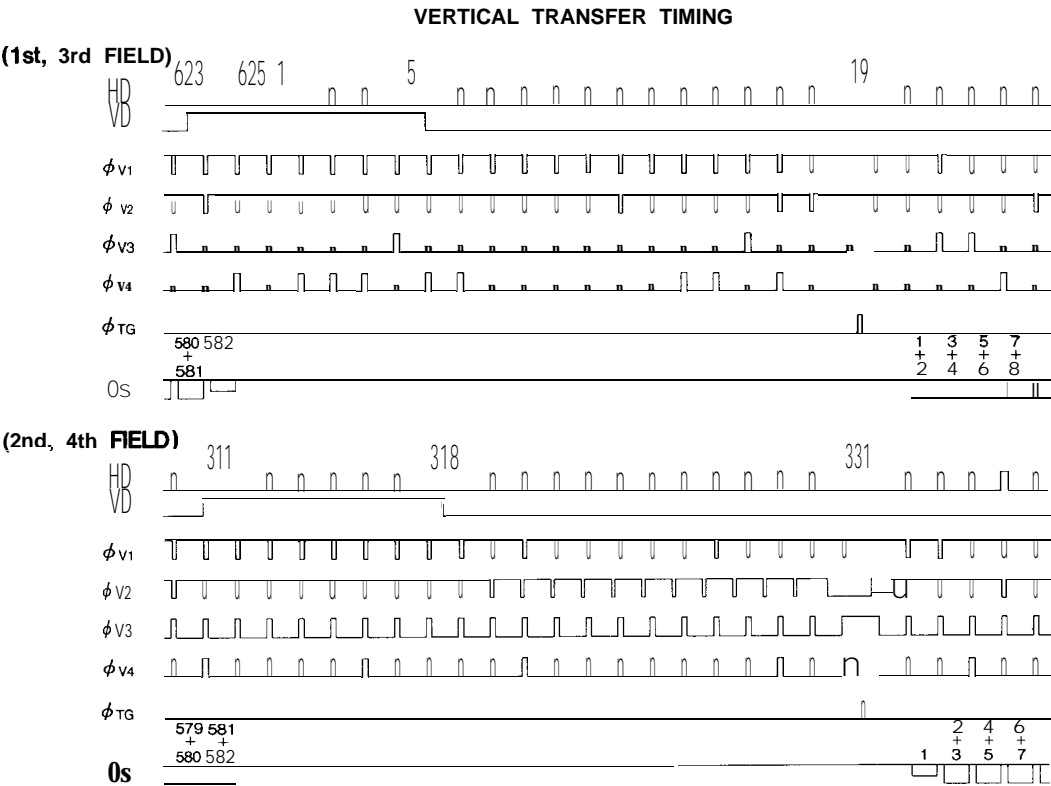 VERTICAL TRANSFER TIMING
(1st, 3rd FIELD)
623 625 1 5 19
HD
VD
ϕV1
ϕV2
ϕV3
ϕV4
ϕTG
580 582 1 3 5 7
+ + + + +
581 2 4 6 8
Os
(2nd, 4th FIELD)
311 318 331
HD
VD
ϕV1
ϕV2
ϕV3
ϕV4
ϕTG
579 581 2 4 6
+ + + + +
580 582 1 3 5 7
Os